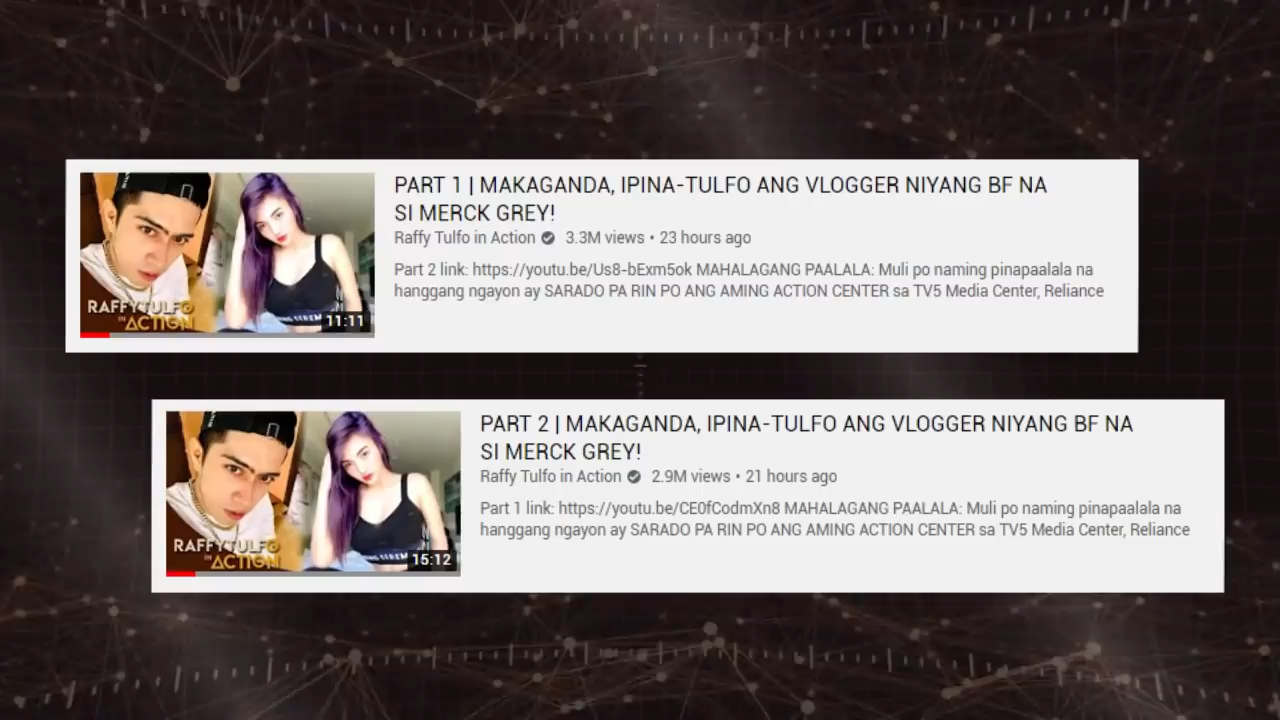 PART 1 | MAKAGANDA, IPINA-TULFO ANG VLOGGER NIYANG BF NA
SI MERCK GREY!
Raffy Tulfo in Action 3.3M views • 23 hours ago
Part 2 link: https://youtu.be/Us8-bExm5ok MAHALAGANG PAALALA: Muli po naming pinapaalala na
hanggang ngayon ay SARADO PA RIN PO ANG AMING ACTION CENTER sa TV5 Media Center, Reliance
RAFFY TULFO
IN ACTION
11:11
PART 2 | MAKAGANDA, IPINA-TULFO ANG VLOGGER NIYANG BF NA
SI MERCK GREY!
Raffy Tulfo in Action 2.9M views • 21 hours ago
Part 1 link: https://youtu.be/CE0fCodmXn8 MAHALAGANG PAALALA: Muli po naming pinapaalala na
hanggang ngayon ay SARADO PA RIN PO ANG AMING ACTION CENTER sa TV5 Media Center, Reliance
RAFFY TULFO
IN ACTION
15:12